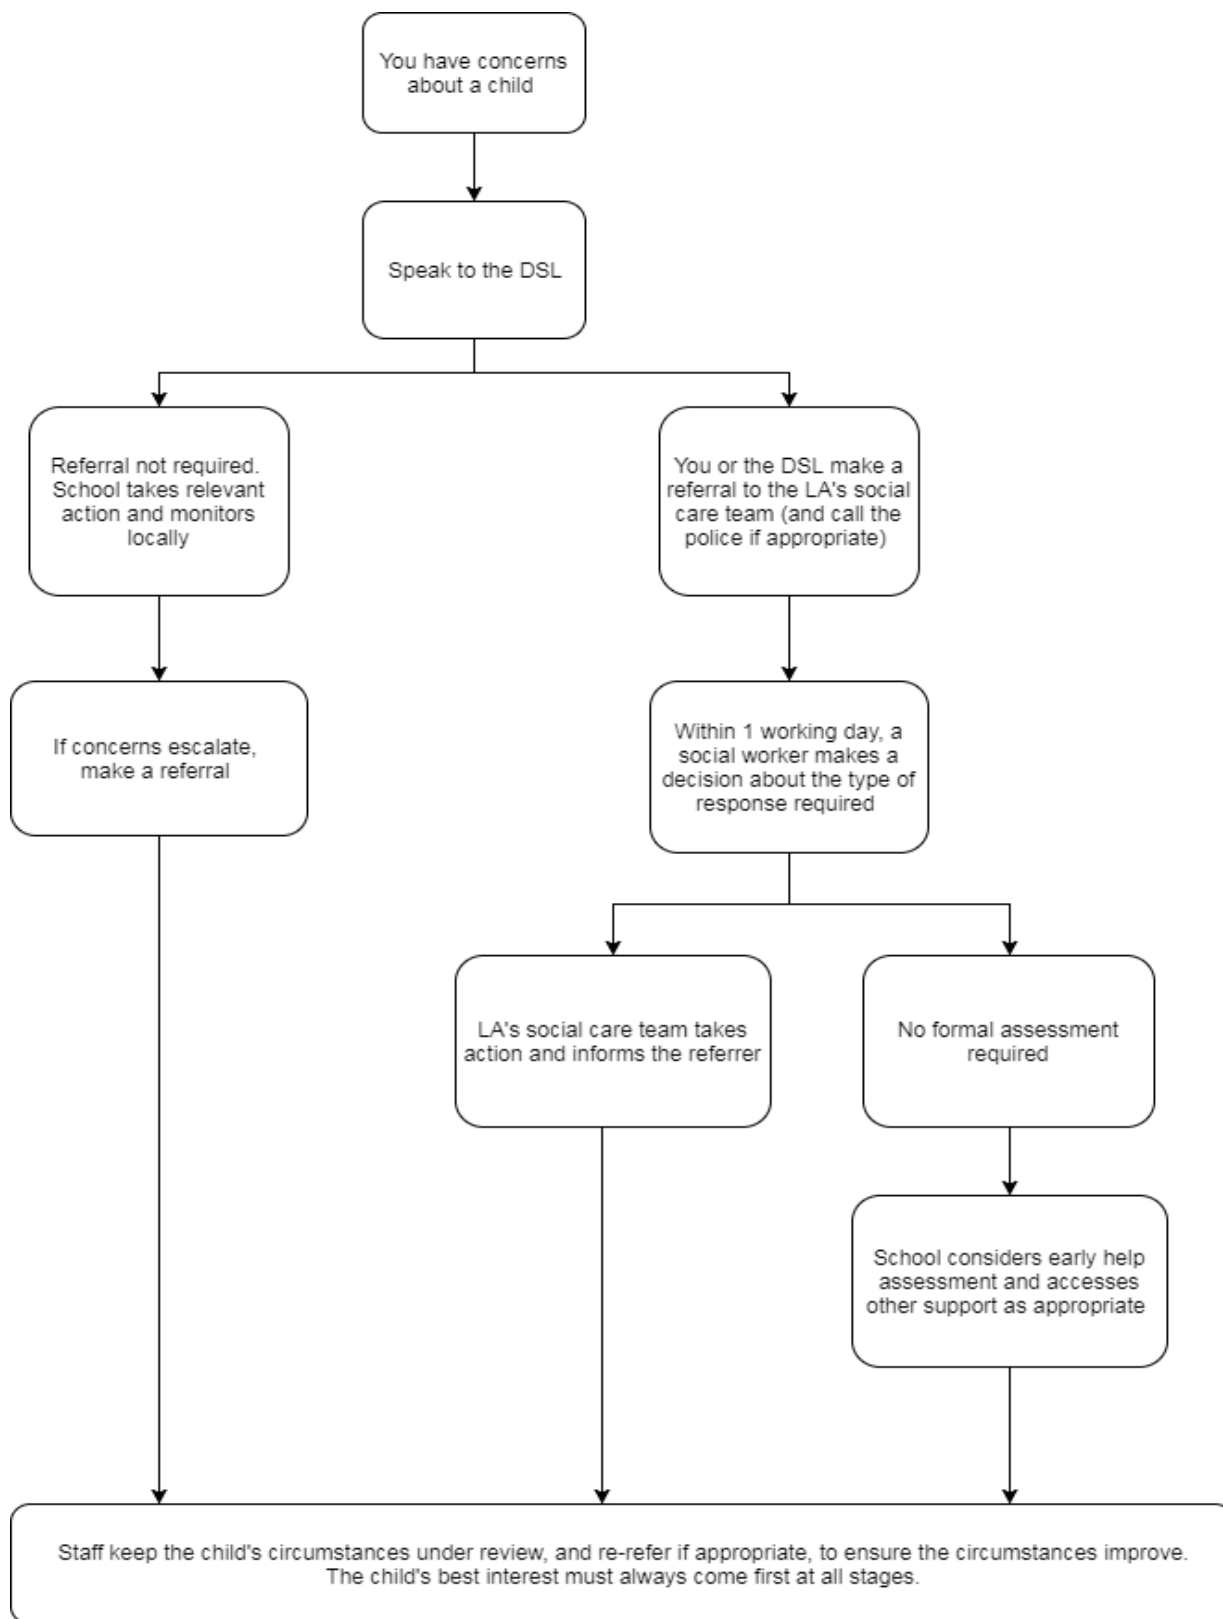 You have concerns
about a child
Speak to the DSL
Referral not required.
School takes relevant
action and monitors
locally
You or the DSL make a
referral to the LA's social
care team (and call the
police if appropriate)
If concerns escalate,
make a referral
Within 1 working day, a
social worker makes a
decision about the type of
response required
LA's social care team takes
action and informs the referrer
No formal assessment
required
School considers early help
assessment and accesses
other support as appropriate
Staff keep the child's circumstances under review, and re-refer if appropriate, to ensure the circumstances improve.
The child's best interest must always come first at all stages.